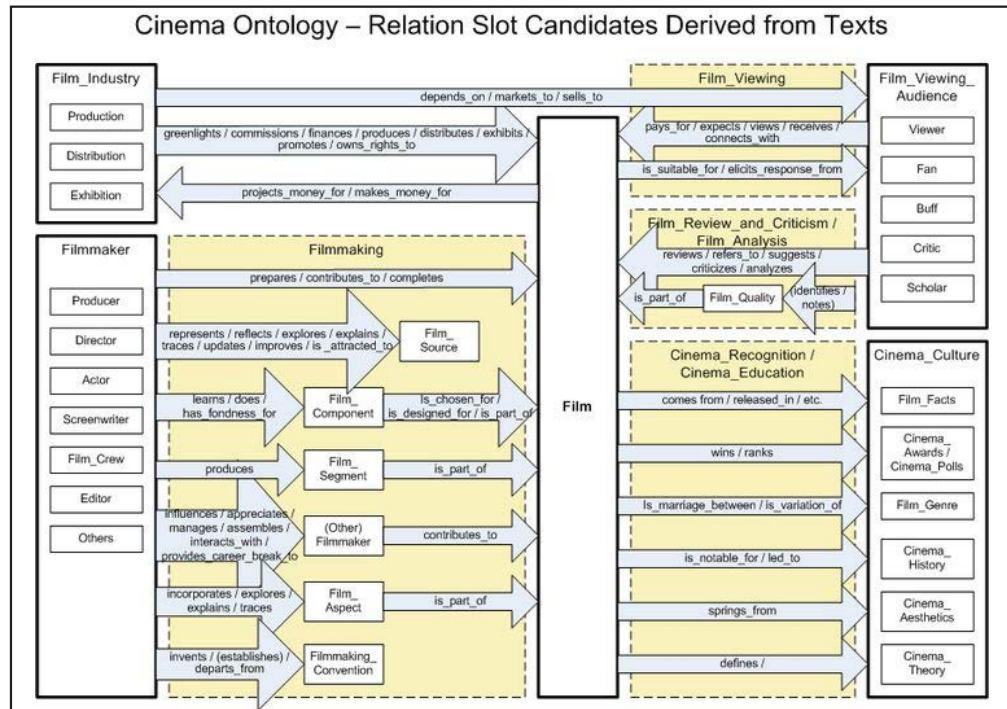 Cinema Ontology – Relation Slot Candidates Derived from Texts
Film_Industry
Production
Distribution
Exhibition
depends_on / markets_to / sells_to
greenlights / commissions / finances / produces / distributes / exhibits /
promotes / owns_rights_to
projects_money_for / makes_money_for
Film_Viewing
pays_for / expects / views / receives /
connects_with
is_suitable_for / elicits_response_from
Film_Viewing_
Audience
Viewer
Fan
Buff
Critic
Scholar
Film_Review_and_Criticism /
Film_Analysis
reviews / refers_to / suggests /
criticizes / analyzes
is_part_of
Film_Quality
(identifies /
notes)
Filmmaker
Producer
Director
Actor
Screenwriter
Film_Crew
Editor
Others
Filmmaking
prepares / contributes_to / completes
represents / reflects / explores / explains /
traces / updates / improves / is _attracted_to
Film_
Source
learns / does /
has_fondness_for
Film_
Component
Is_chosen_for /
is_designed_for / is_part_of
produces
Film_
Segment
is_part_of
influences / appreciates /
manages / assembles /
interacts_with /
provides_career_break_to
(Other)
Filmmaker
contributes_to
incorporates / explores /
explains / traces
Film_
Aspect
is_part_of
invents / (establishes) /
departs_from
Filmmaking_
Convention
Film
Cinema_Recognition /
Cinema_Education
comes from / released_in / etc.
wins / ranks
Is_marriage_between / is_variation_of
is_notable_for / led_to
springs_from
defines /
Cinema_Culture
Film_Facts
Cinema_
Awards /
Cinema_Polls
Film_Genre
Cinema_
History
Cinema_
Aesthetics
Cinema_
Theory